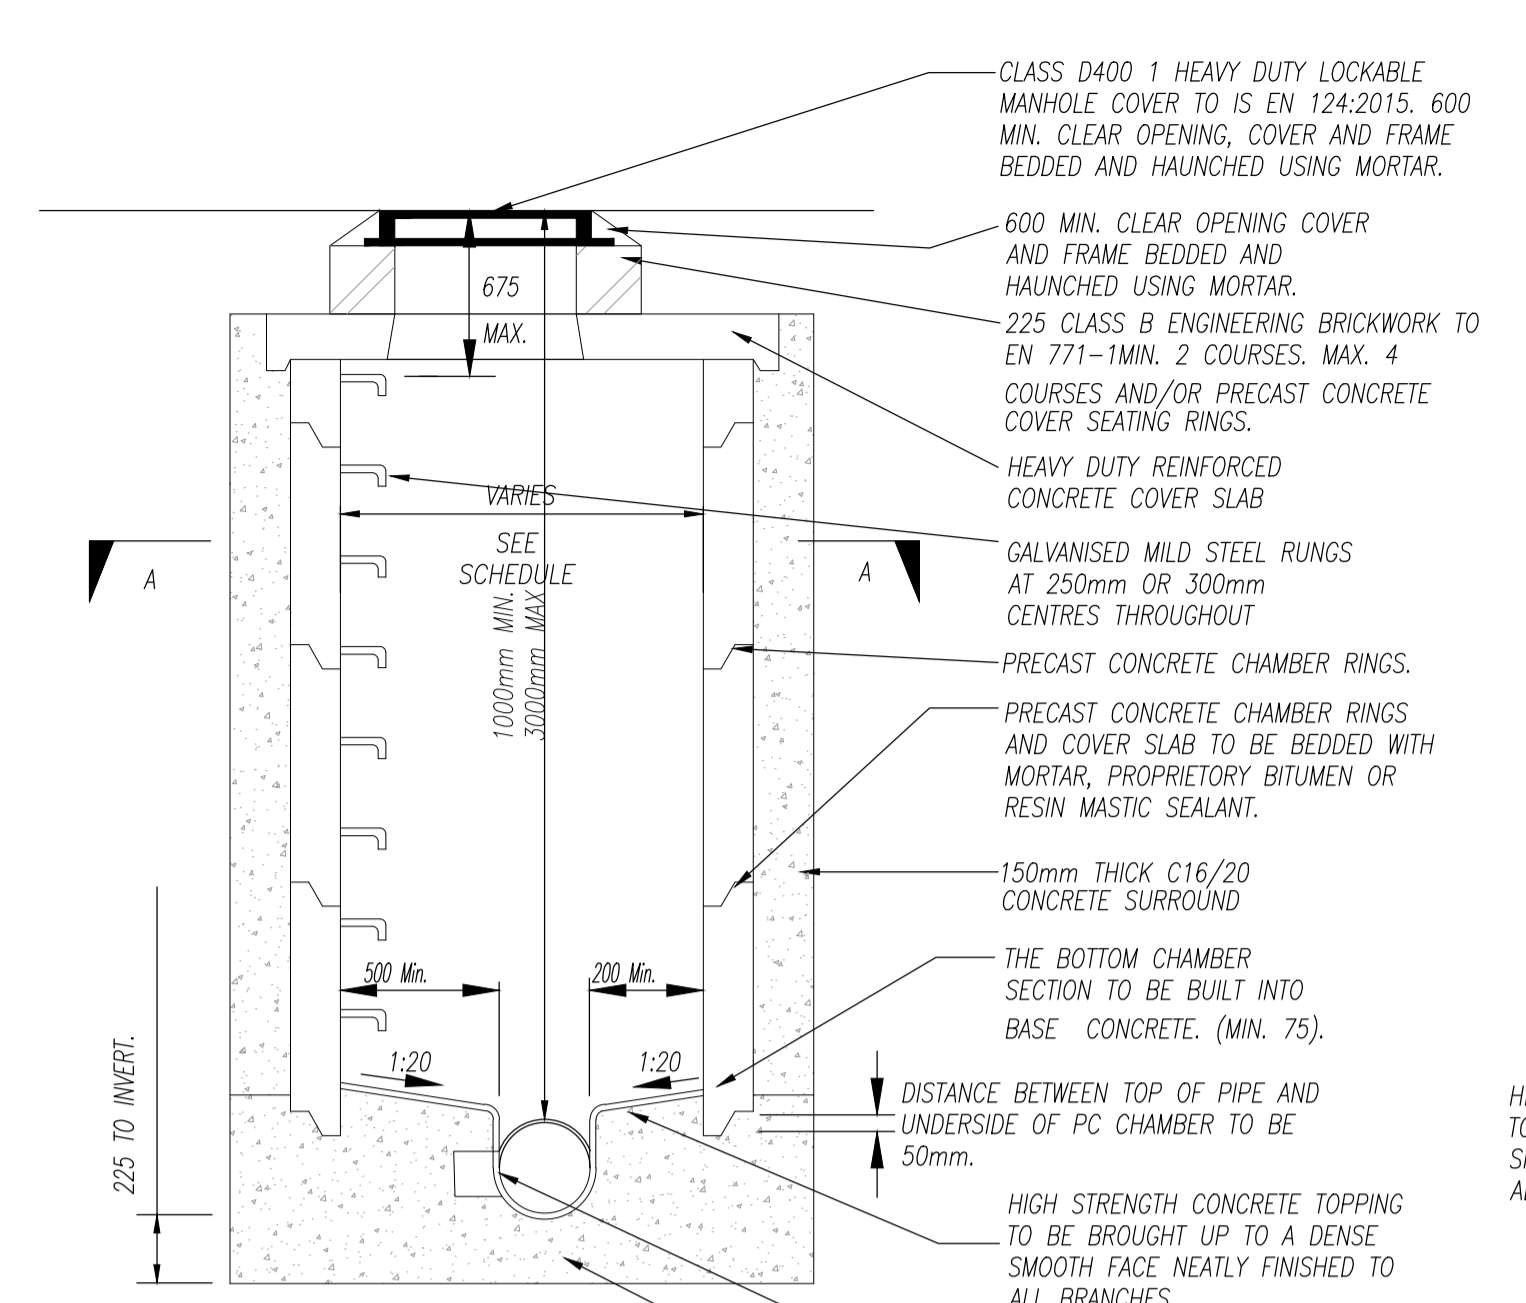 CLASS D400 1 HEAVY DUTY LOCKABLE
MANHOLE COVER TO IS EN 124:2015. 600
MIN. CLEAR OPENING, COVER AND FRAME
BEDDED AND HAUNCHED USING MORTAR.
600 MIN. CLEAR OPENING COVER
AND FRAME BEDDED AND
HAUNCHED USING MORTAR.
225 CLASS B ENGINEERING BRICKWORK TO
EN 771-1MIN. 2 COURSES. MAX. 4
COURSES AND/OR PRECAST CONCRETE
COVER SEATING RINGS.
HEAVY DUTY REINFORCED
CONCRETE COVER SLAB
GALVANISED MILD STEEL RUNGS
AT 250mm OR 300mm
CENTRES THROUGHOUT
PRECAST CONCRETE CHAMBER RINGS.
PRECAST CONCRETE CHAMBER RINGS
AND COVER SLAB TO BE BEDDED WITH
MORTAR, PROPRIETORY BITUMEN OR
RESIN MASTIC SEALANT.
150mm THICK C16/20
CONCRETE SURROUND
THE BOTTOM CHAMBER
SECTION TO BE BUILT INTO
BASE CONCRETE. (MIN. 75).
DISTANCE BETWEEN TOP OF PIPE AND
UNDERSIDE OF PC CHAMBER TO BE
50mm.
HIGH STRENGTH CONCRETE TOPPING
TO BE BROUGHT UP TO A DENSE
SMOOTH FACE NEATLY FINISHED TO
ALL BRANCHES
675
MAX.
VARIES
SEE
SCHEDULE
1000mm MIN.
3000mm MAX
A
A
500 Min.
200 Min.
1:20
1:20
225 TO INVERT.